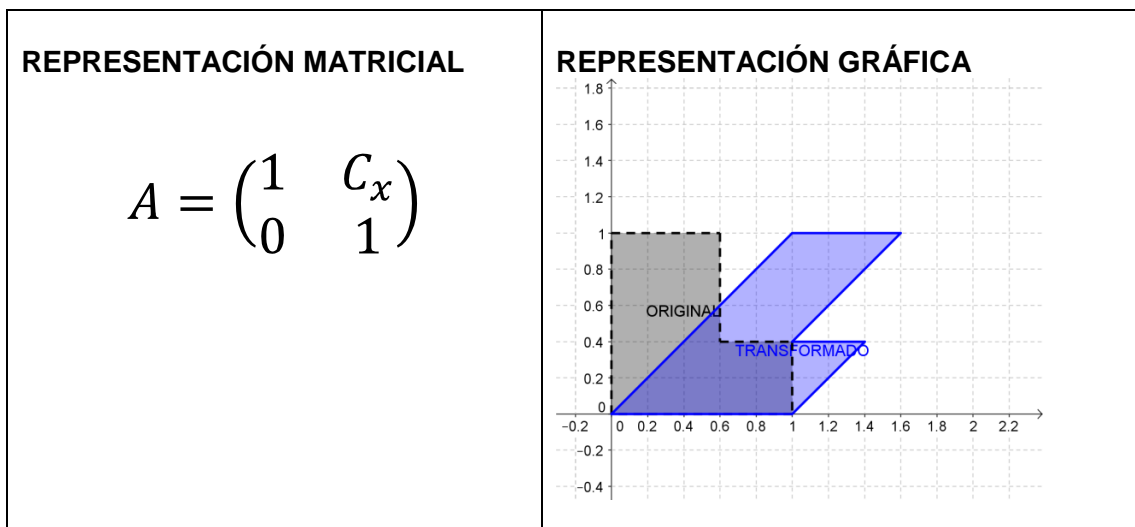 REPRESENTACIÓN MATRICIAL
A = (1 Cx
0 1)
REPRESENTACIÓN GRÁFICA
1.8
1.6
1.4
1.2
1
0.8
0.6
ORIGINAL
0.4
TRANSFORMADO
0.2
0
−0.2 0 0.2 0.4 0.6 0.8 1 1.2 1.4 1.6 1.8 2 2.2
−0.2
−0.4